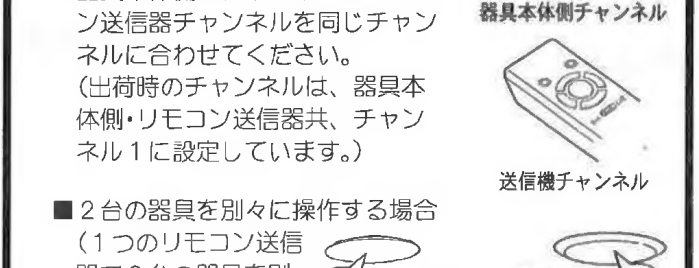 ン送信器チャンネルを同じチャン
ネルに合わせてください。
(出荷時のチャンネルは、器具本
体側・リモコン送信器共、チャン
ネル1に設定しています。)
器具本体側チャンネル
送信機チャンネル
■2台の器具を別々に操作する場合
(1つのリモコン送信